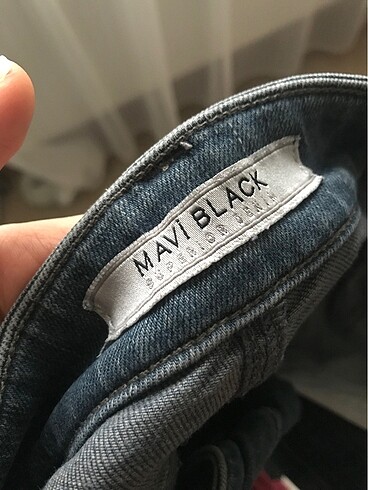 MAVİ BLACK
SUPERIOR DENIM